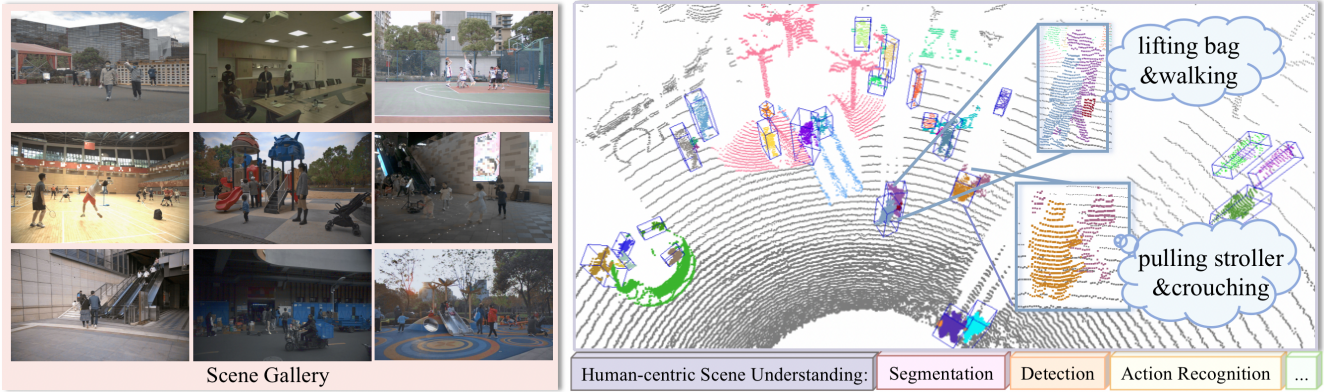 lifting bag
&walking
pulling stroller
&crouching
Scene Gallery
Human-centric Scene Understanding:
Segmentation
Detection
Action Recognition
...